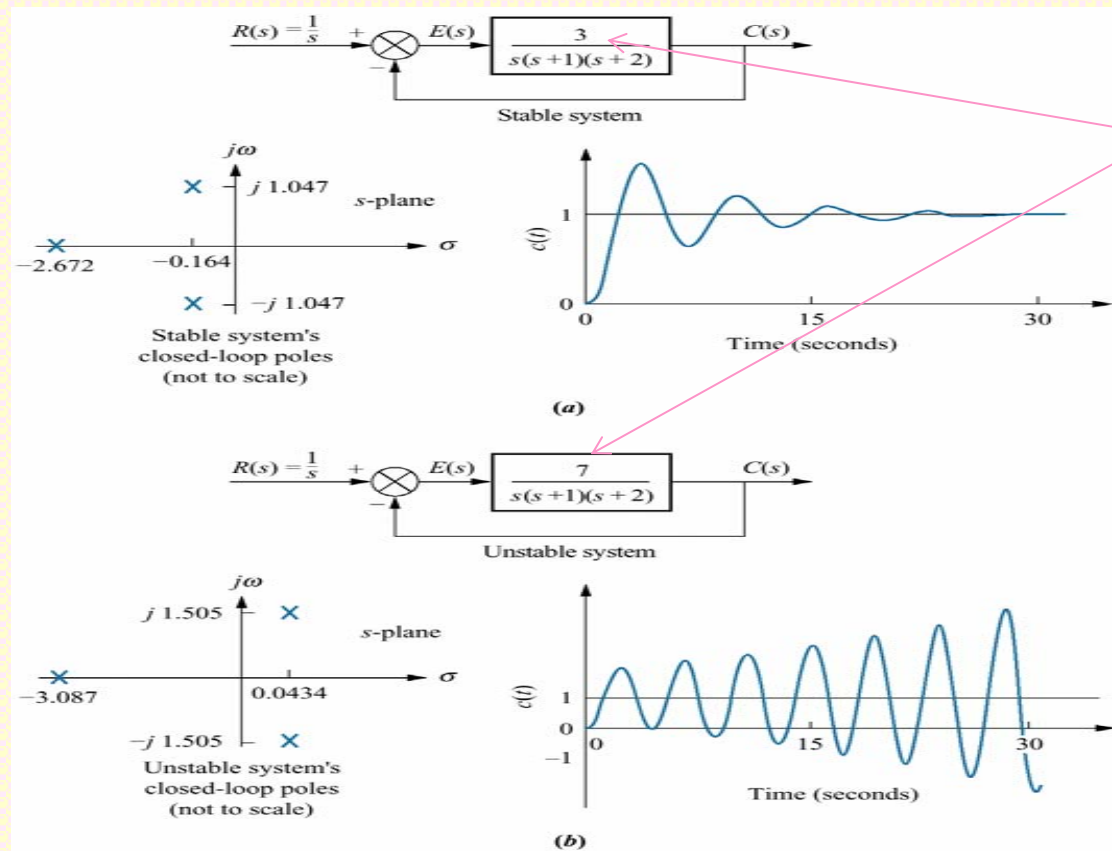 R(s) = 1/s
+
−
E(s)
3
s(s+1)(s+2)
C(s)
Stable system
jω
j 1.047
s-plane
σ
−2.672
−0.164
−j 1.047
Stable system's
closed-loop poles
(not to scale)
c(t)
1
0
0
15
30
Time (seconds)
(a)
R(s) = 1/s
+
−
E(s)
7
s(s+1)(s+2)
C(s)
Unstable system
jω
j 1.505
s-plane
σ
−3.087
0.0434
−j 1.505
Unstable system's
closed-loop poles
(not to scale)
c(t)
1
0
−1
0
15
30
Time (seconds)
(b)